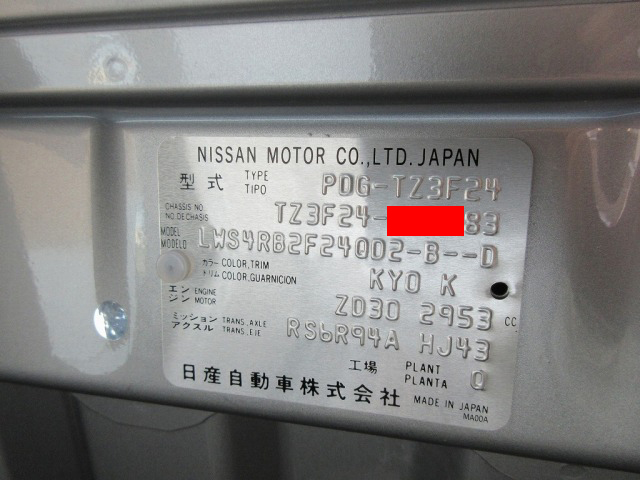 NISSAN MOTOR CO.,LTD. JAPAN
型式 TYPE TIPO PDG-TZ3F24
CHASSIS NO. NO.DECHASIS TZ3F24- 83
MODEL MODELO LWS4RB2F24QD2-B--D
カラー COLOR,TRIM トリム COLOR,GUARNICION KY0 K
エンジン ENGINE MOTOR ZD30 2953 CC
ミッション TRANS. AXLE アクスル TRANS. EJE RS6R94A HJ43
工場 PLANT PLANTA 0
日産自動車株式会社 MADE IN JAPAN
MA00A